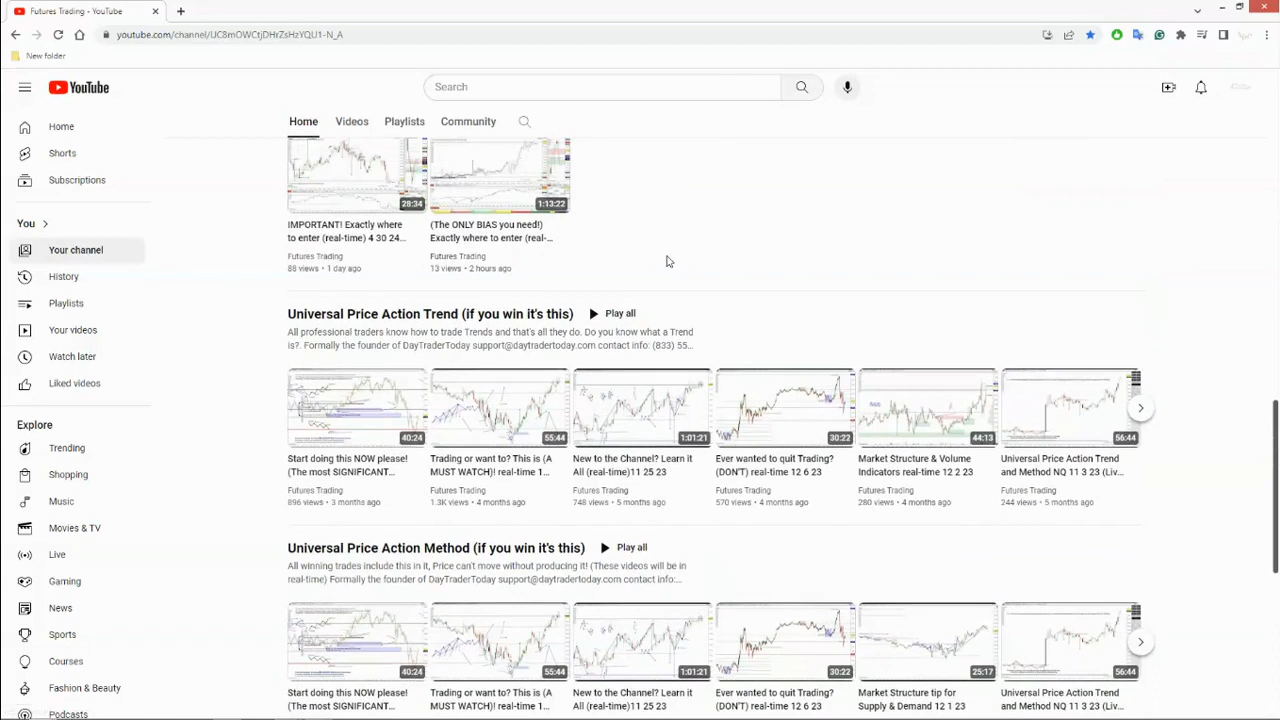 Futures Trading - YouTube
youtube.com/channel/UC8mOWCtjDHrZsHzYQU1-N_A
New folder
YouTube
Search
Home
Videos
Playlists
Community
Home
Shorts
Subscriptions
You
Your channel
History
Playlists
Your videos
Watch later
Liked videos
Explore
Trending
Shopping
Music
Movies & TV
Live
Gaming
News
Sports
Courses
Fashion & Beauty
Podcasts
28:34
1:13:22
IMPORTANT! Exactly where
to enter (real-time) 4 30 24...
Futures Trading
88 views • 1 day ago
(The ONLY BIAS you need!)
Exactly where to enter (real-...
Futures Trading
13 views • 2 hours ago
Universal Price Action Trend (if you win it's this)
Play all
All professional traders know how to trade Trends and that's all they do. Do you know what a Trend
is?. Formally the founder of DayTraderToday support@daytradertoday.com contact info: (833) 55...
40:24
55:44
1:01:21
30:22
44:13
56:44
Start doing this NOW please!
(The most SIGNIFICANT...
Futures Trading
896 views • 3 months ago
Trading or want to? This is (A
MUST WATCH)! real-time 1...
Futures Trading
1.3K views • 4 months ago
New to the Channel? Learn it
All (real-time)11 25 23
Futures Trading
748 views • 5 months ago
Ever wanted to quit Trading?
(DON'T) real-time 12 6 23
Futures Trading
570 views • 4 months ago
Market Structure & Volume
Indicators real-time 12 2 23
Futures Trading
280 views • 4 months ago
Universal Price Action Trend
and Method NQ 11 3 23 (Liv...
Futures Trading
244 views • 5 months ago
Universal Price Action Method (if you win it's this)
Play all
All winning trades include this in it, Price can't move without producing it! (These videos will be in
real-time) Formally the founder of DayTraderToday support@daytradertoday.com contact info:...
40:24
55:44
1:01:21
30:22
25:17
56:44
Start doing this NOW please!
(The most SIGNIFICANT...
Trading or want to? This is (A
MUST WATCH)! real-time 1...
New to the Channel? Learn it
All (real-time)11 25 23
Ever wanted to quit Trading?
(DON'T) real-time 12 6 23
Market Structure tip for
Supply & Demand 12 1 23
Universal Price Action Trend
and Method NQ 11 3 23 (Liv...